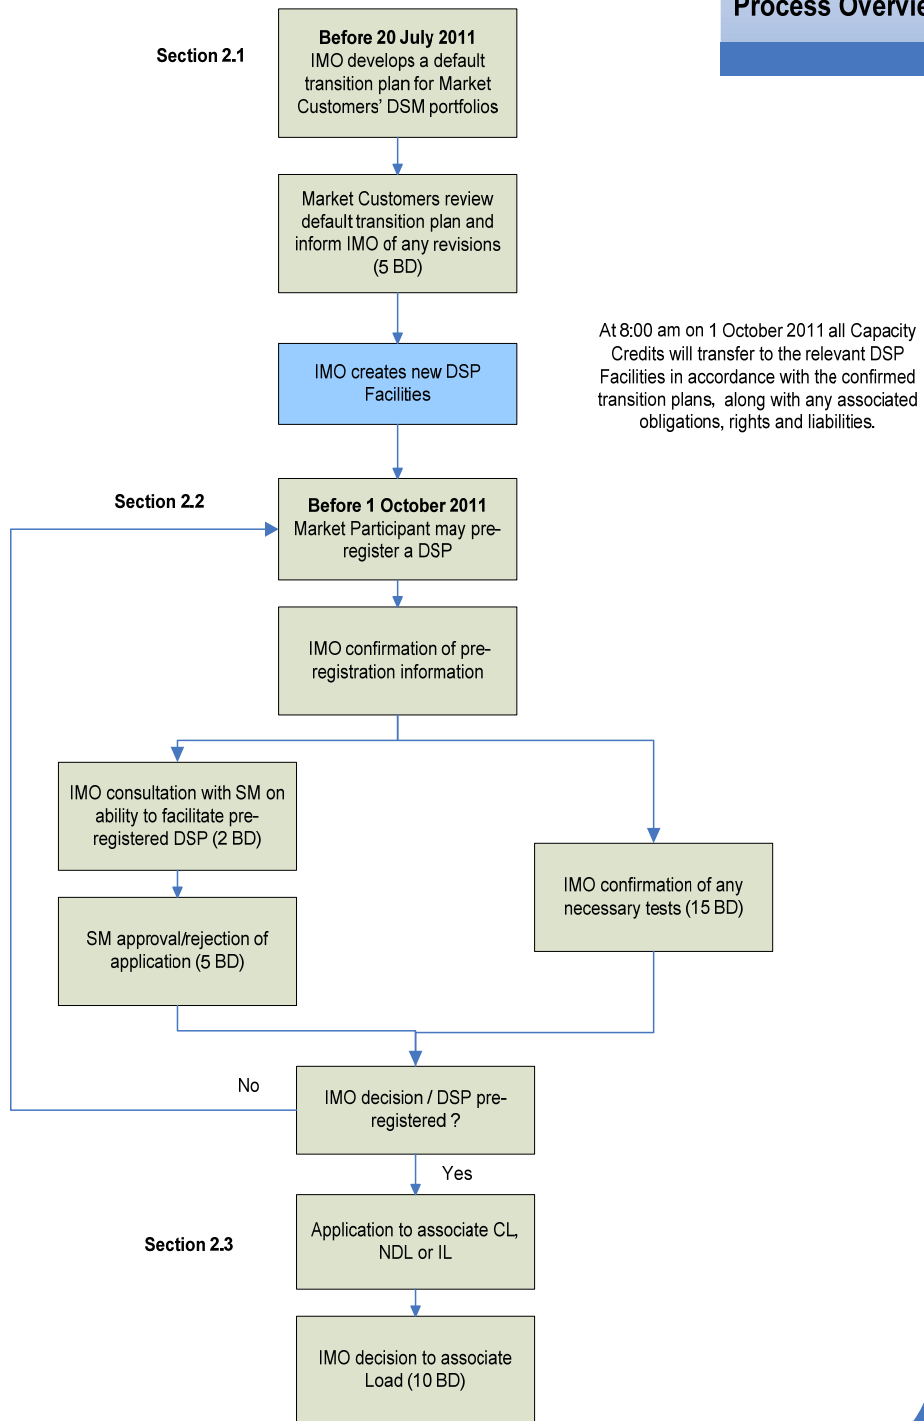 Process Overvie
Section 2.1
Before 20 July 2011
IMO develops a default
transition plan for Market
Customers' DSM portfolios
Market Customers review
default transition plan and
inform IMO of any revisions
(5 BD)
At 8:00 am on 1 October 2011 all Capacity
Credits will transfer to the relevant DSP
Facilities in accordance with the confirmed
transition plans, along with any associated
obligations, rights and liabilities.
IMO creates new DSP
Facilities
Section 2.2
Before 1 October 2011
Market Participant may pre-
register a DSP
IMO confirmation of pre-
registration information
IMO consultation with SM on
ability to facilitate pre-
registered DSP (2 BD)
IMO confirmation of any
necessary tests (15 BD)
SM approval/rejection of
application (5 BD)
No
IMO decision / DSP pre-
registered ?
Yes
Section 2.3
Application to associate CL,
NDL or IL
IMO decision to associate
Load (10 BD)